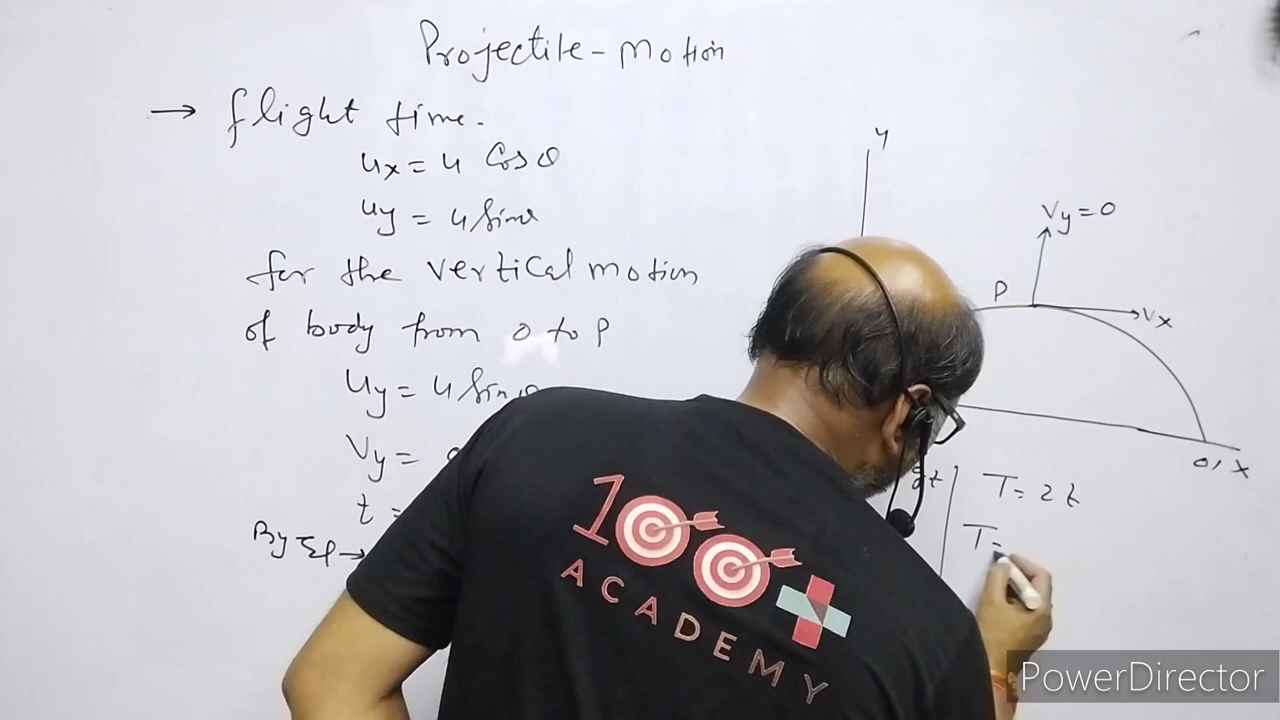 Projectile - Motion
→ flight time.
ux = u Cos θ
uy = u Sin θ
for the vertical motion
of body from O to P
uy = u Sin θ
Vy =
t =
By Eq →
y
Vy = 0
P
Vx
O, X
gt
T = 2t
T =
100+
ACADEMY
PowerDirector